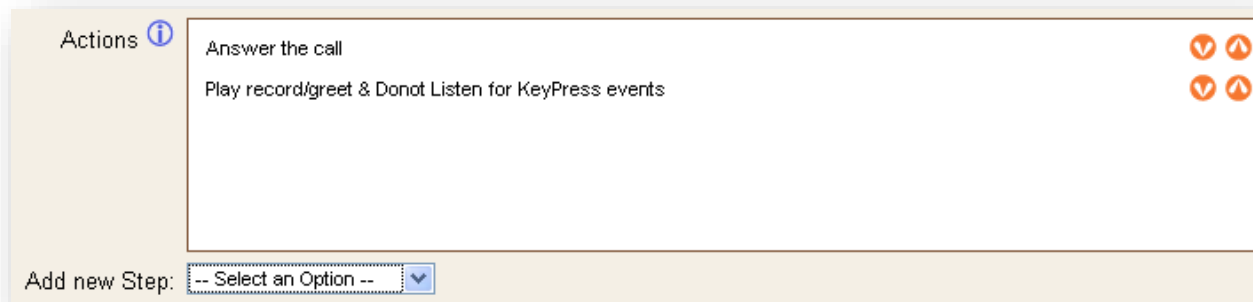 Actions
Answer the call
Play record/greet & Donot Listen for KeyPress events
Add new Step: -- Select an Option --